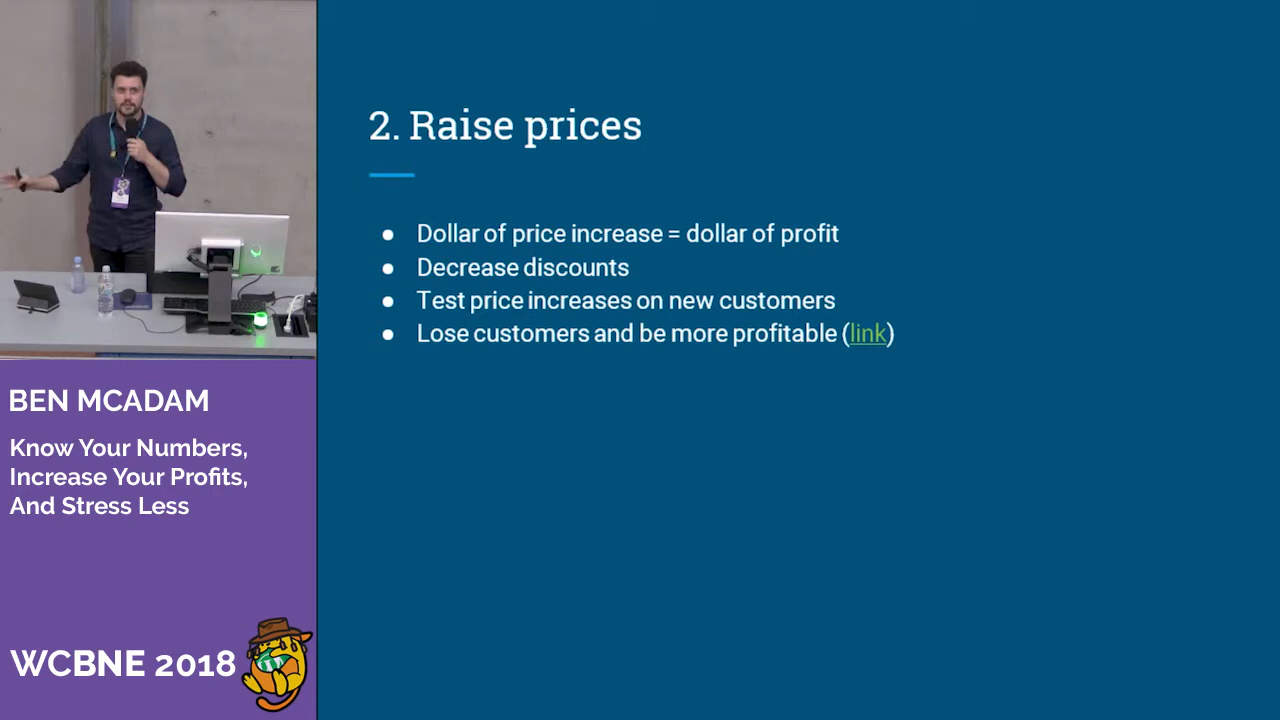 2. Raise prices
● Dollar of price increase = dollar of profit
● Decrease discounts
● Test price increases on new customers
● Lose customers and be more profitable (link)
BEN MCADAM
Know Your Numbers,
Increase Your Profits,
And Stress Less
WCBNE 2018